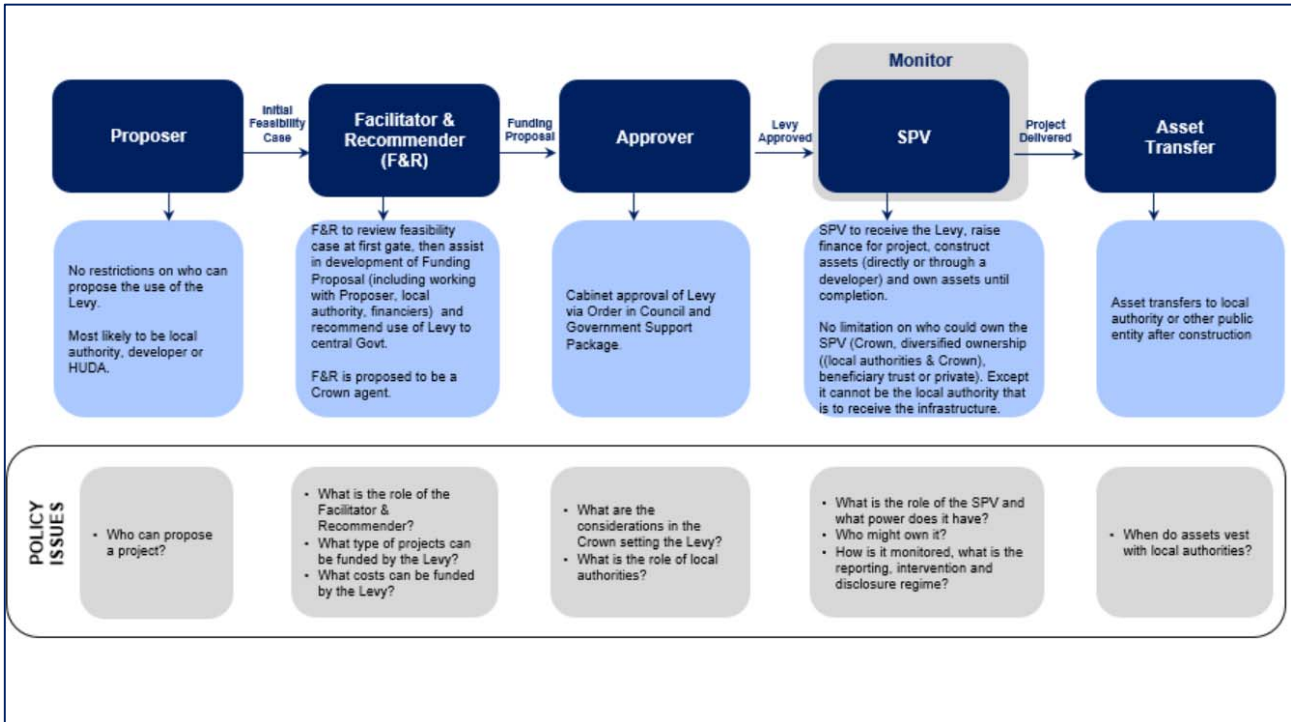 Monitor
Proposer
Initial
Feasibility
Case
Facilitator &
Recommender
(F&R)
Funding
Proposal
Approver
Levy
Approved
SPV
Project
Delivered
Asset
Transfer
No restrictions on who can
propose the use of the
Levy.
Most likely to be local
authority, developer or
HUDA.
F&R to review feasibility
case at first gate, then assist
in development of Funding
Proposal (including working
with Proposer, local
authority, financiers) and
recommend use of Levy to
central Govt.
F&R is proposed to be a
Crown agent.
Cabinet approval of Levy
via Order in Council and
Government Support
Package.
SPV to receive the Levy, raise
finance for project, construct
assets (directly or through a
developer) and own assets until
completion.
No limitation on who could own the
SPV (Crown, diversified ownership
((local authorities & Crown),
beneficiary trust or private). Except
it cannot be the local authority that
is to receive the infrastructure.
Asset transfers to local
authority or other public
entity after construction
POLICY
ISSUES
• Who can propose
a project?
• What is the role of the
Facilitator &
Recommender?
• What type of projects can
be funded by the Levy?
• What costs can be funded
by the Levy?
• What are the
considerations in the
Crown setting the Levy?
• What is the role of local
authorities?
• What is the role of the SPV and
what power does it have?
• Who might own it?
• How is it monitored, what is the
reporting, intervention and
disclosure regime?
• When do assets vest
with local authorities?